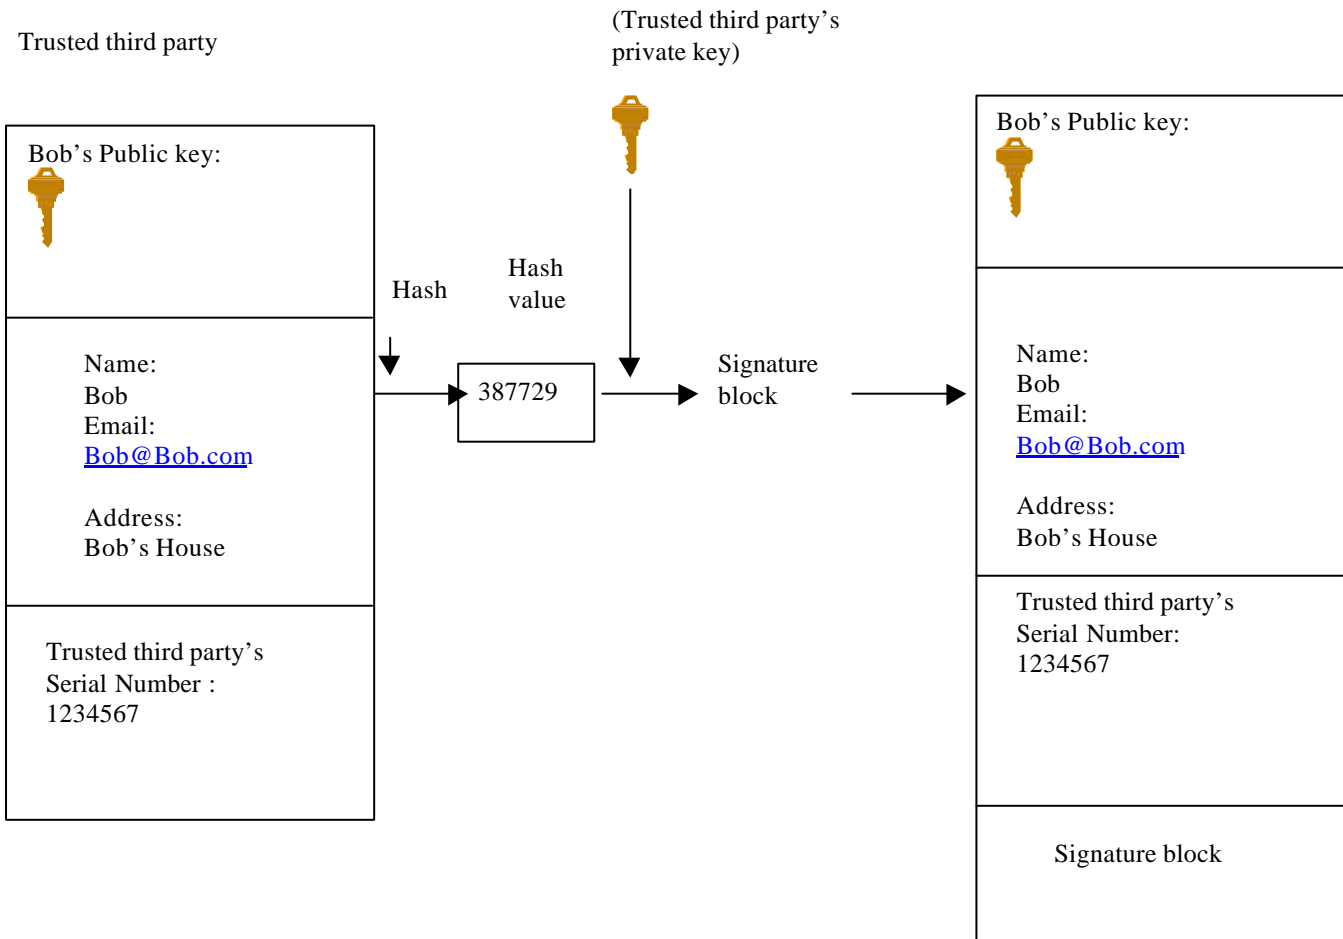 Trusted third party
(Trusted third party’s
private key)
Bob’s Public key:
Name:
Bob
Email:
Bob@Bob.com
Address:
Bob’s House
Trusted third party’s
Serial Number :
1234567
Hash
Hash
value
387729
Signature
block
Bob’s Public key:
Name:
Bob
Email:
Bob@Bob.com
Address:
Bob’s House
Trusted third party’s
Serial Number:
1234567
Signature block